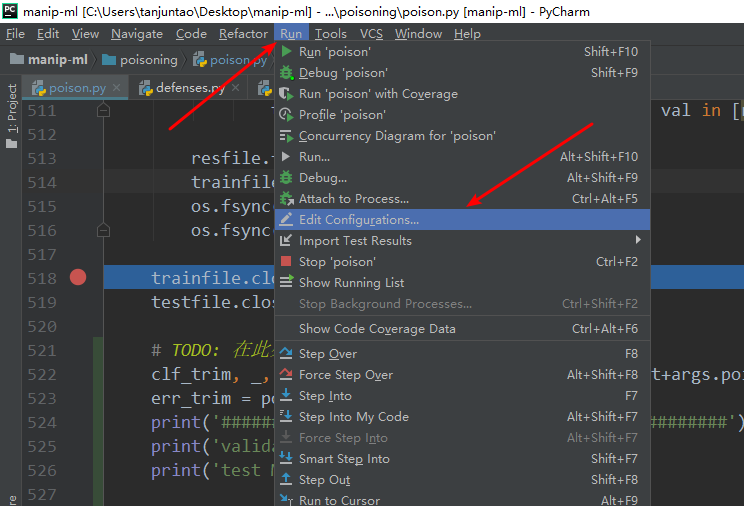 manip-ml [C:\Users\tanjuntao\Desktop\manip-ml] - ...\poisoning\poison.py [manip-ml] - PyCharm
File Edit View Navigate Code Refactor Run Tools VCS Window Help
manip-ml poisoning poison.py
poison.py defenses.py
1: Project
Run 'poison' Shift+F10
Debug 'poison' Shift+F9
Run 'poison' with Coverage
Profile 'poison'
Concurrency Diagram for 'poison'
Run... Alt+Shift+F10
Debug... Alt+Shift+F9
Attach to Process... Ctrl+Alt+F5
Edit Configurations...
Import Test Results
Stop 'poison' Ctrl+F2
Show Running List
Stop Background Processes... Ctrl+Shift+F2
Show Code Coverage Data Ctrl+Alt+F6
Step Over F8
Force Step Over Alt+Shift+F8
Step Into F7
Step Into My Code Alt+Shift+F7
Force Step Into Alt+Shift+F7
Smart Step Into Shift+F7
Step Out Shift+F8
Run to Cursor Alt+F9
511 val in [
512
513 resfile.
514 trainfile
515 os.fsync
516 os.fsync
517
518 trainfile.clo
519 testfile.clos
520
521 # TODO: 在此
522 clf_trim, _, t+args.poi
523 err_trim = po
524 print('####### #########')
525 print('valida
526 print('test M
527